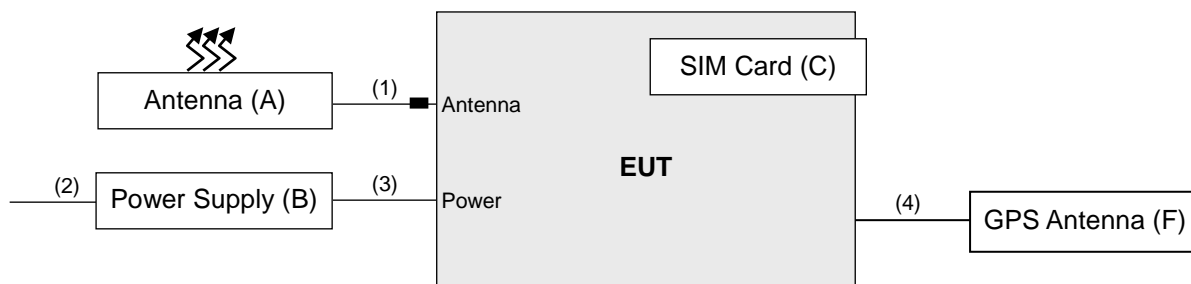 SIM Card (C)
Antenna (A)
(1)
Antenna
EUT
(2)
Power Supply (B)
(3)
Power
(4)
GPS Antenna (F)